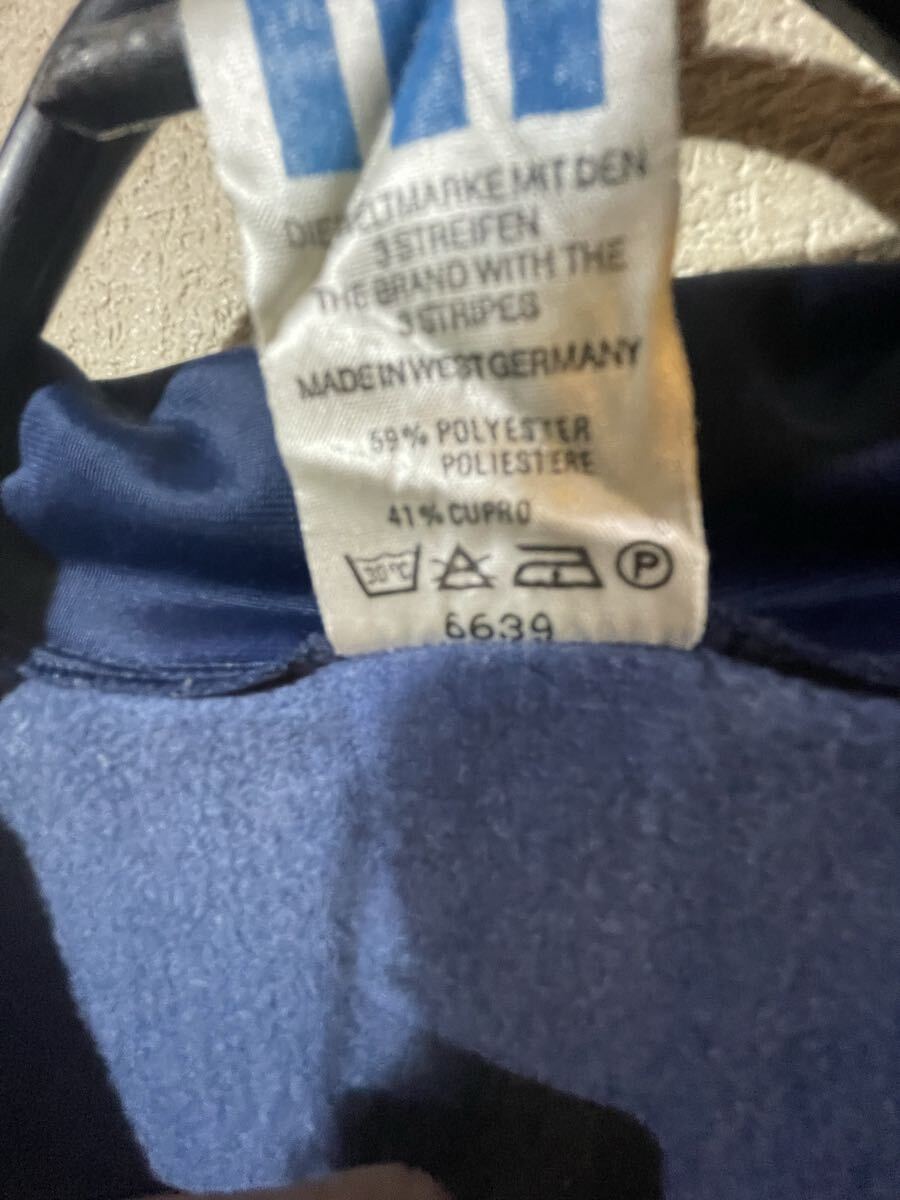 DIE WELTMARKE MIT DEN
3 STREIFEN
THE BRAND WITH THE
3 STRIPES
MADE IN WEST GERMANY
59% POLYESTER
POLIESTERE
41% CUPRO
30°C
P
6639